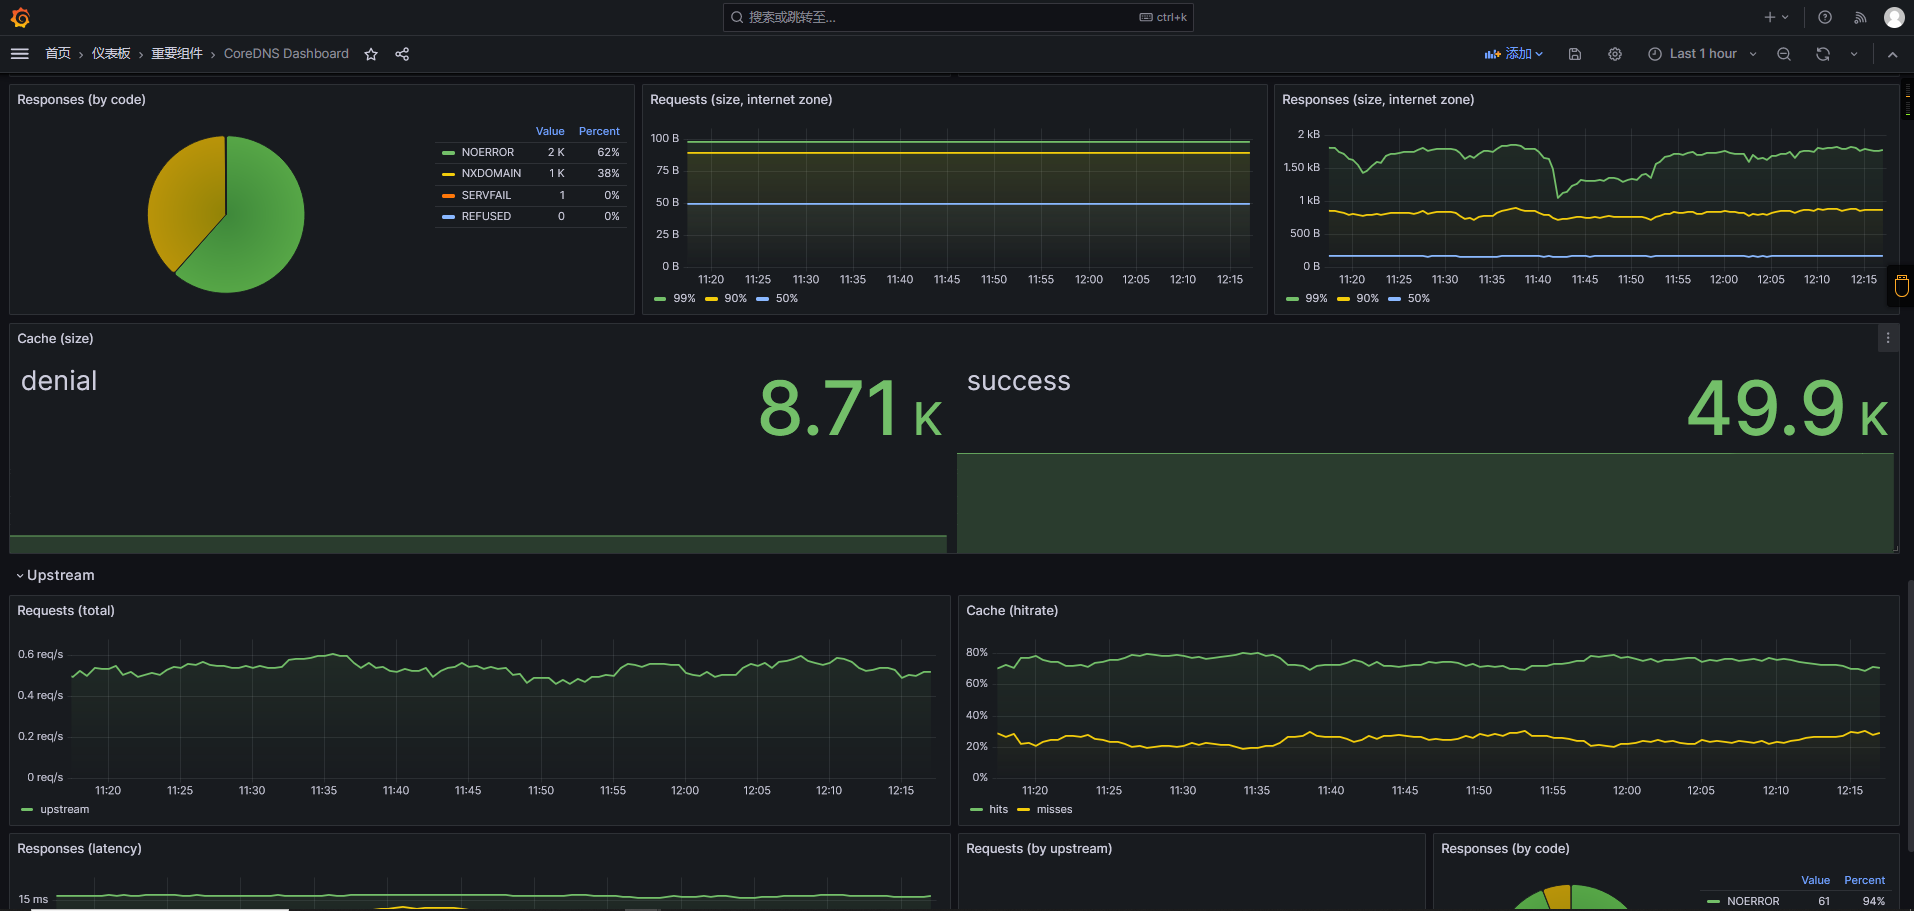 搜索或跳转至...
ctrl+k
首页 › 仪表板 › 重要组件 › CoreDNS Dashboard
添加
Last 1 hour
Responses (by code)
Value Percent
NOERROR 2 K 62%
NXDOMAIN 1 K 38%
SERVFAIL 1 0%
REFUSED 0 0%
Requests (size, internet zone)
100 B
75 B
50 B
25 B
0 B
11:20 11:25 11:30 11:35 11:40 11:45 11:50 11:55 12:00 12:05 12:10 12:15
99% 90% 50%
Responses (size, internet zone)
2 kB
1.50 kB
1 kB
500 B
0 B
11:20 11:25 11:30 11:35 11:40 11:45 11:50 11:55 12:00 12:05 12:10 12:15
99% 90% 50%
Cache (size)
denial
8.71 K
success
49.9 K
Upstream
Requests (total)
0.6 req/s
0.4 req/s
0.2 req/s
0 req/s
11:20 11:25 11:30 11:35 11:40 11:45 11:50 11:55 12:00 12:05 12:10 12:15
upstream
Cache (hitrate)
80%
60%
40%
20%
0%
11:20 11:25 11:30 11:35 11:40 11:45 11:50 11:55 12:00 12:05 12:10 12:15
hits misses
Responses (latency)
15 ms
Requests (by upstream)
Responses (by code)
Value Percent
NOERROR 61 94%